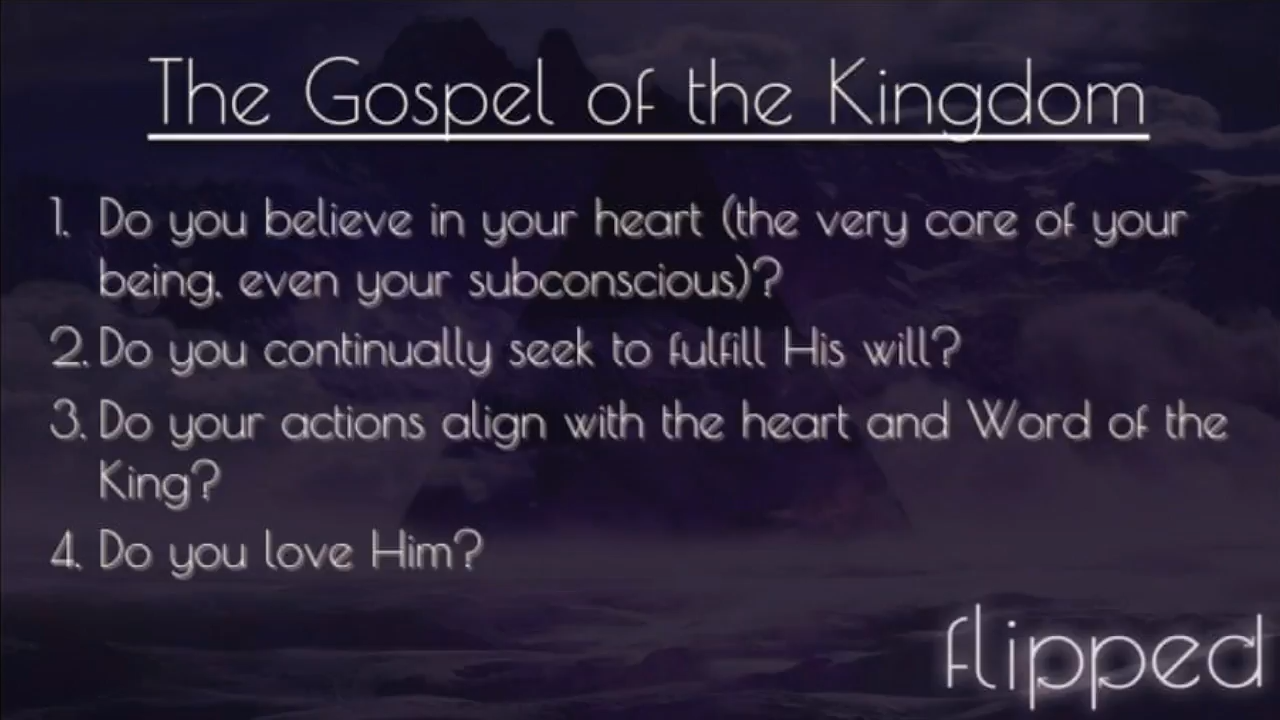 The Gospel of the Kingdom
1. Do you believe in your heart (the very core of your
being, even your subconscious)?
2. Do you continually seek to fulfill His will?
3. Do your actions align with the heart and Word of the
King?
4. Do you love Him?
flipped